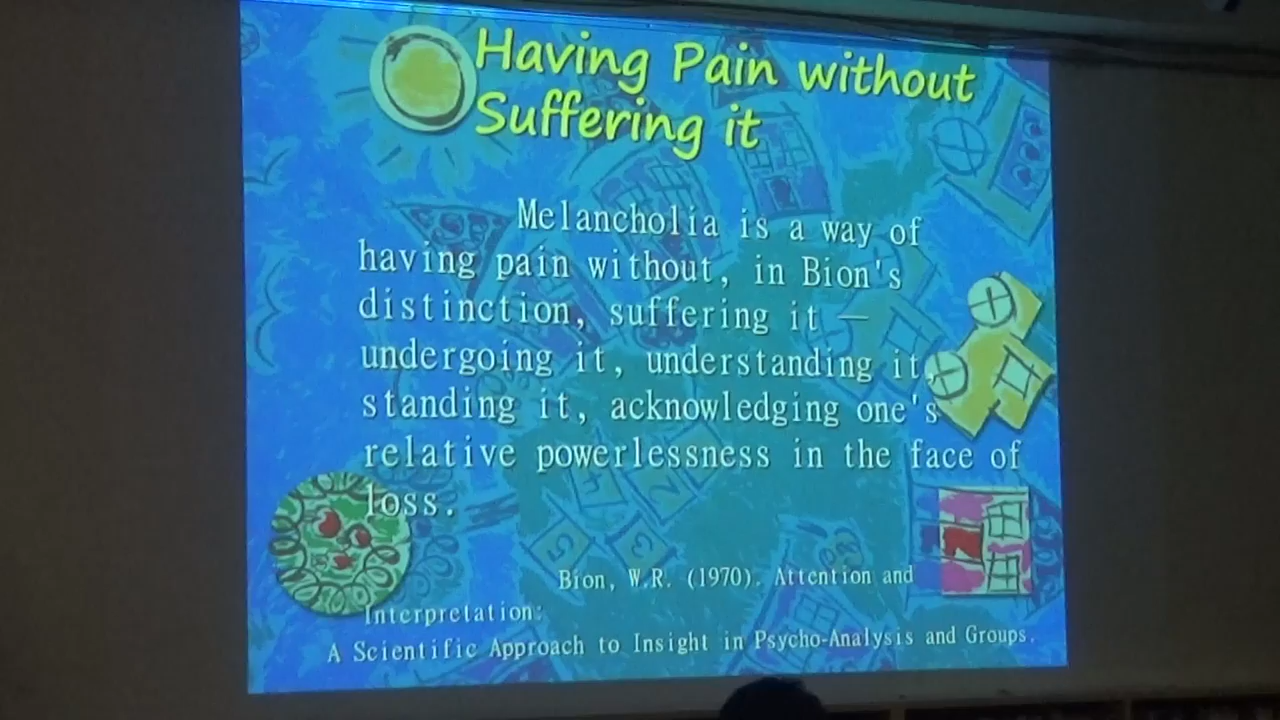 Having Pain without
Suffering it
Melancholia is a way of
having pain without, in Bion's
distinction, suffering it —
undergoing it, understanding it,
standing it, acknowledging one's
relative powerlessness in the face of
loss.
Bion, W.R. (1970). Attention and
Interpretation:
A Scientific Approach to Insight in Psycho-Analysis and Groups.